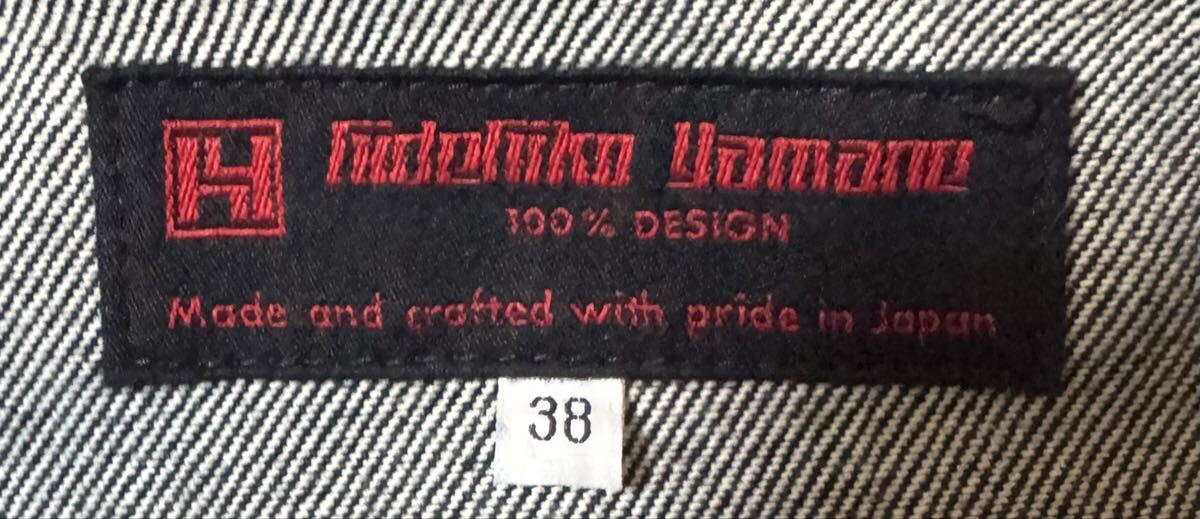 H Hidehiko Yamane
100% DESIGN
Made and crafted with pride in Japan
38